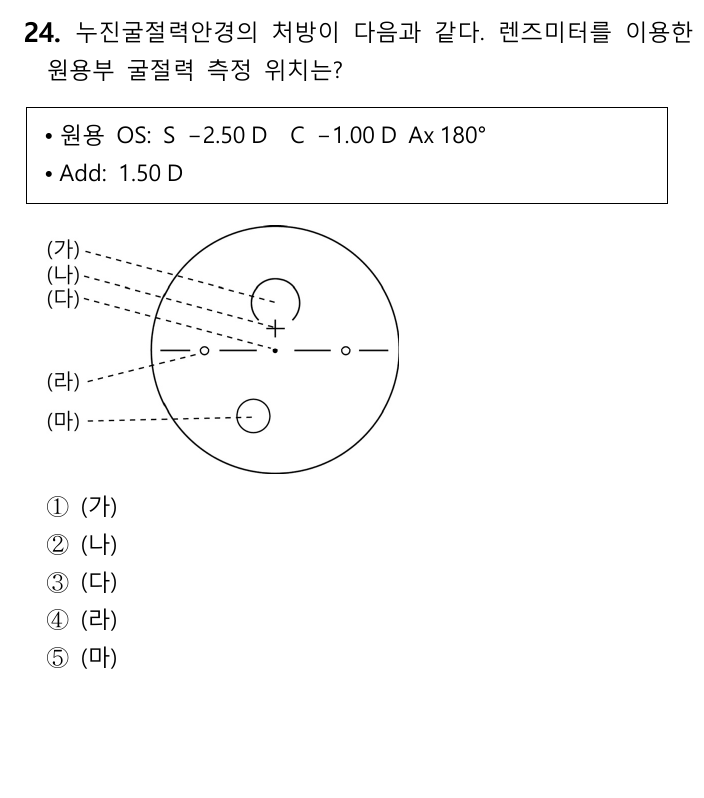 24. 누진굴절력안경의 처방이 다음과 같다. 렌즈미터를 이용한
원용부 굴절력 측정 위치는?
• 원용 OS: S −2.50 D C −1.00 D Ax 180°
• Add: 1.50 D
(가)
(나)
(다)
(라)
(마)
① (가)
② (나)
③ (다)
④ (라)
⑤ (마)